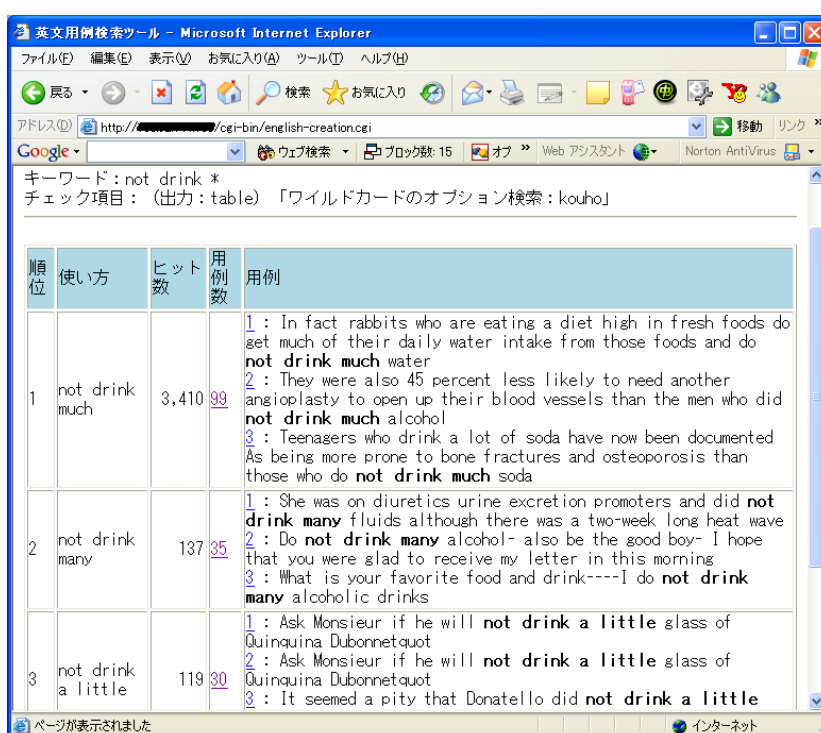 英文用例検索ツール - Microsoft Internet Explorer
ファイル(F) 編集(E) 表示(V) お気に入り(A) ツール(T) ヘルプ(H)
戻る 検索 お気に入り
アドレス(D) http:// /cgi-bin/english-creation.cgi 移動 リンク »
Google ウェブ検索 ブロック数: 15 オプ » Web アシスタント Norton AntiVirus
キーワード：not drink *
チェック項目：（出力：table）「ワイルドカードのオプション検索：kouho」
順位 使い方 ヒット数 用例数 用例
1 not drink much 3,410 99
1 : In fact rabbits who are eating a diet high in fresh foods do
get much of their daily water intake from those foods and do
not drink much water
2 : They were also 45 percent less likely to need another
angioplasty to open up their blood vessels than the men who did
not drink much alcohol
3 : Teenagers who drink a lot of soda have now been documented
As being more prone to bone fractures and osteoporosis than
those who do not drink much soda
2 not drink many 137 35
1 : She was on diuretics urine excretion promoters and did not
drink many fluids although there was a two-week long heat wave
2 : Do not drink many alcohol- also be the good boy- I hope
that you were glad to receive my letter in this morning
3 : What is your favorite food and drink----I do not drink
many alcoholic drinks
3 not drink a little 119 30
1 : Ask Monsieur if he will not drink a little glass of
Quinquina Dubonnetquot
2 : Ask Monsieur if he will not drink a little glass of
Quinquina Dubonnetquot
3 : It seemed a pity that Donatello did not drink a little
ページが表示されました インターネット